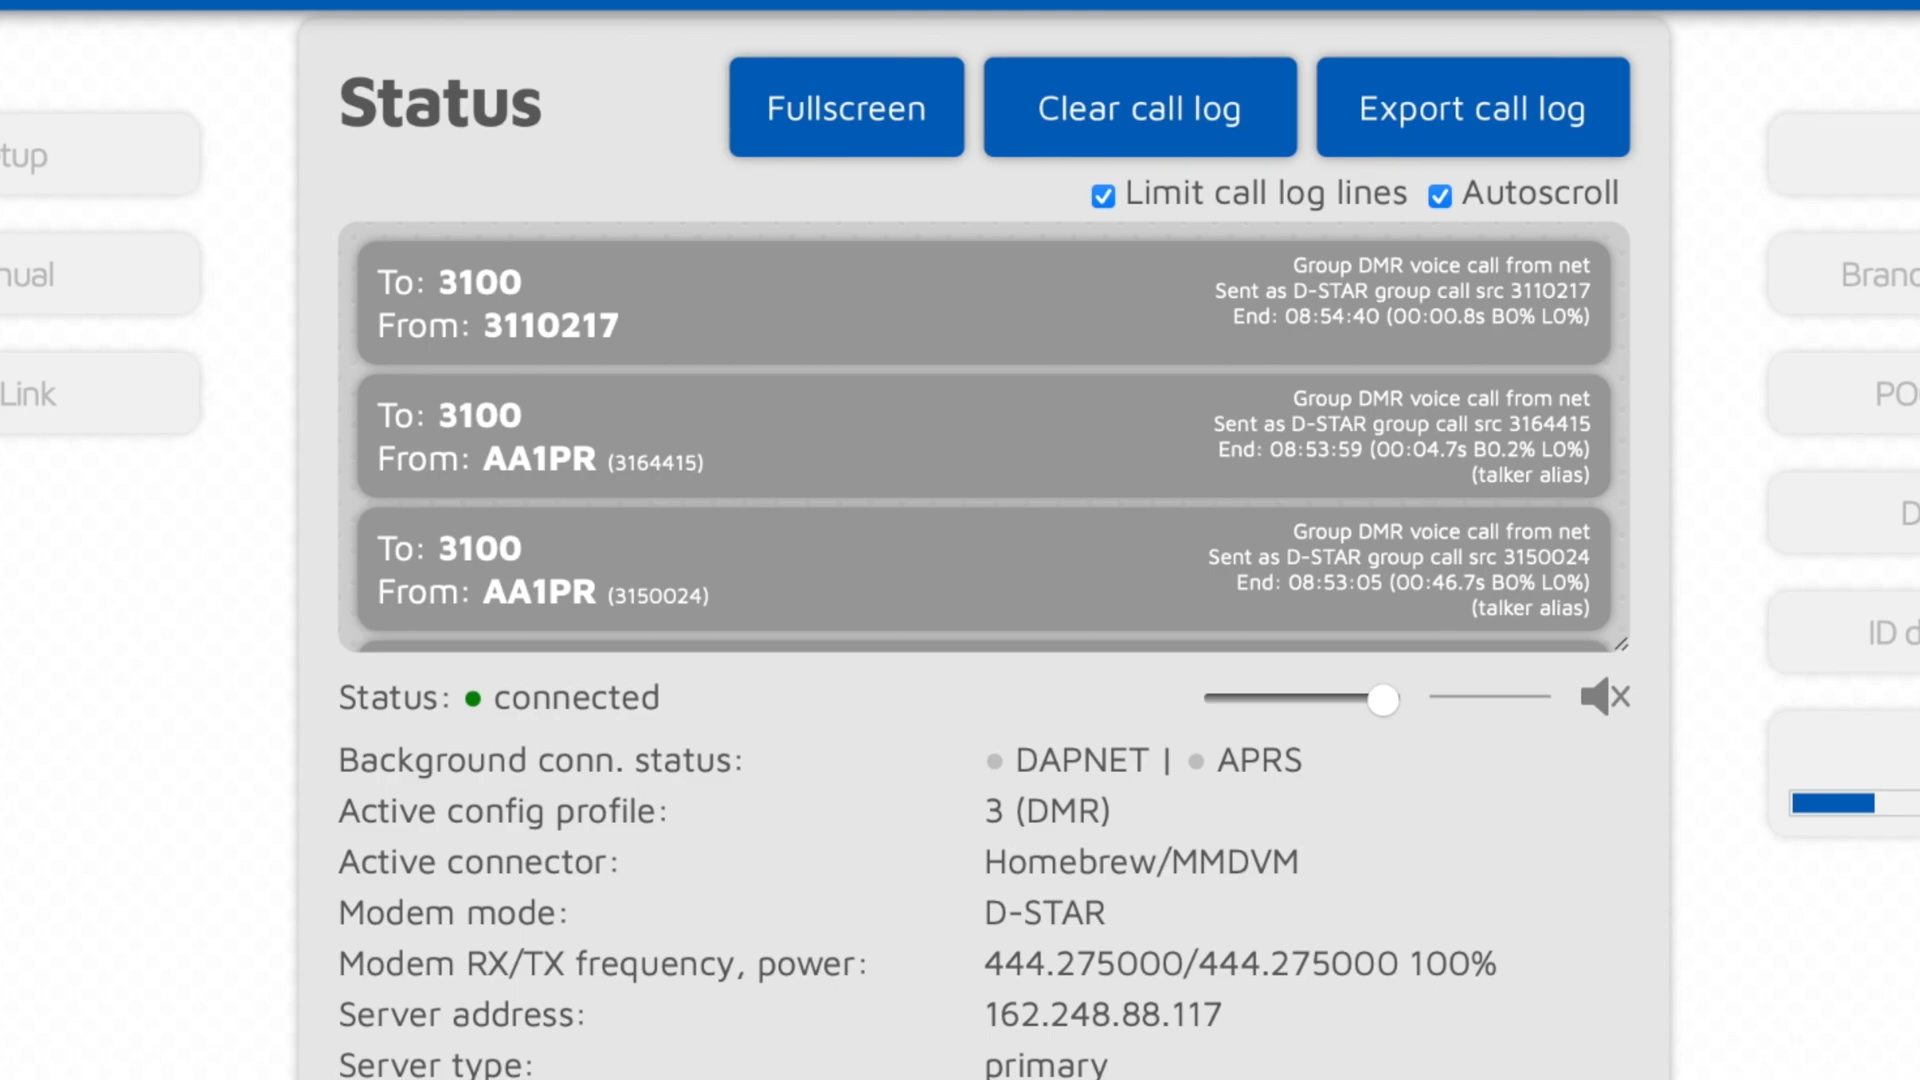 Status
Fullscreen
Clear call log
Export call log
Limit call log lines
Autoscroll
To: 3100
From: 3110217
Group DMR voice call from net
Sent as D-STAR group call src 3110217
End: 08:54:40 (00:00.8s B0% L0%)
To: 3100
From: AA1PR (3164415)
Group DMR voice call from net
Sent as D-STAR group call src 3164415
End: 08:53:59 (00:04.7s B0.2% L0%)
(talker alias)
To: 3100
From: AA1PR (3150024)
Group DMR voice call from net
Sent as D-STAR group call src 3150024
End: 08:53:05 (00:46.7s B0% L0%)
(talker alias)
Status: connected
Background conn. status: DAPNET | APRS
Active config profile: 3 (DMR)
Active connector: Homebrew/MMDVM
Modem mode: D-STAR
Modem RX/TX frequency, power: 444.275000/444.275000 100%
Server address: 162.248.88.117
Server type: primary
tup
nual
Link
Branc
PO
D
ID d